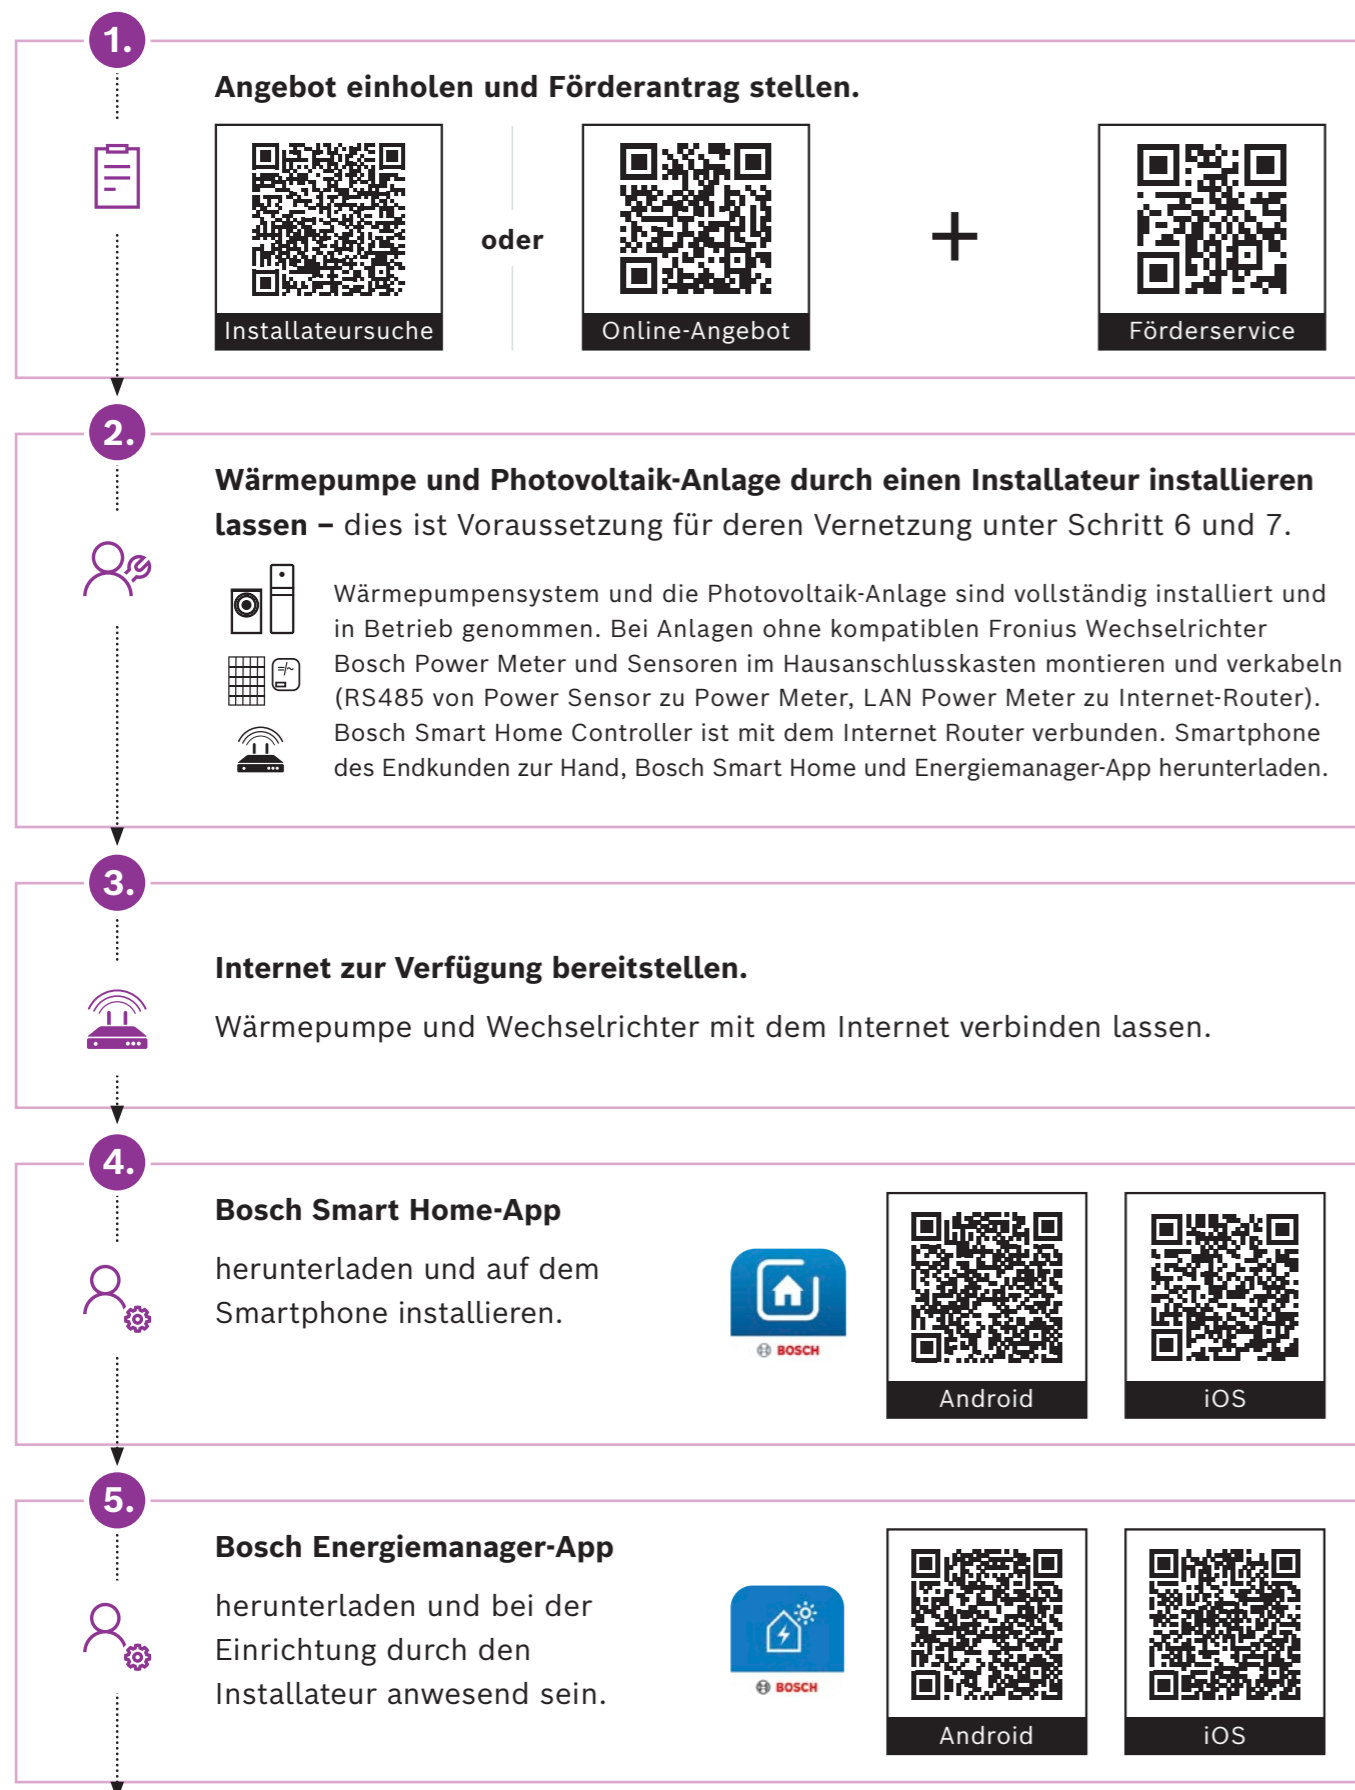 1.
Angebot einholen und Förderantrag stellen.
Installateursuche
oder
Online-Angebot
+
Förderservice
2.
Wärmepumpe und Photovoltaik-Anlage durch einen Installateur installieren
lassen – dies ist Voraussetzung für deren Vernetzung unter Schritt 6 und 7.
Wärmepumpensystem und die Photovoltaik-Anlage sind vollständig installiert und
in Betrieb genommen. Bei Anlagen ohne kompatiblen Fronius Wechselrichter
Bosch Power Meter und Sensoren im Hausanschlusskasten montieren und verkabeln
(RS485 von Power Sensor zu Power Meter, LAN Power Meter zu Internet-Router).
Bosch Smart Home Controller ist mit dem Internet Router verbunden. Smartphone
des Endkunden zur Hand, Bosch Smart Home und Energiemanager-App herunterladen.
3.
Internet zur Verfügung bereitstellen.
Wärmepumpe und Wechselrichter mit dem Internet verbinden lassen.
4.
Bosch Smart Home-App
herunterladen und auf dem
Smartphone installieren.
BOSCH
Android
iOS
5.
Bosch Energiemanager-App
herunterladen und bei der
Einrichtung durch den
Installateur anwesend sein.
BOSCH
Android
iOS